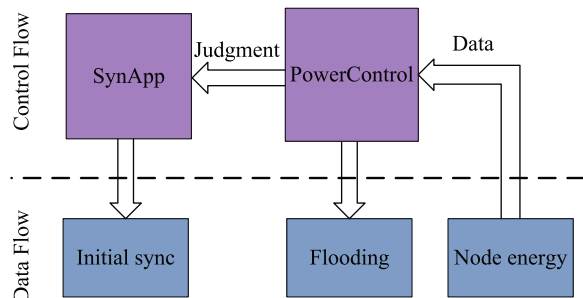 Control Flow
SynApp
Judgment
PowerControl
Data
Data Flow
Initial sync
Flooding
Node energy